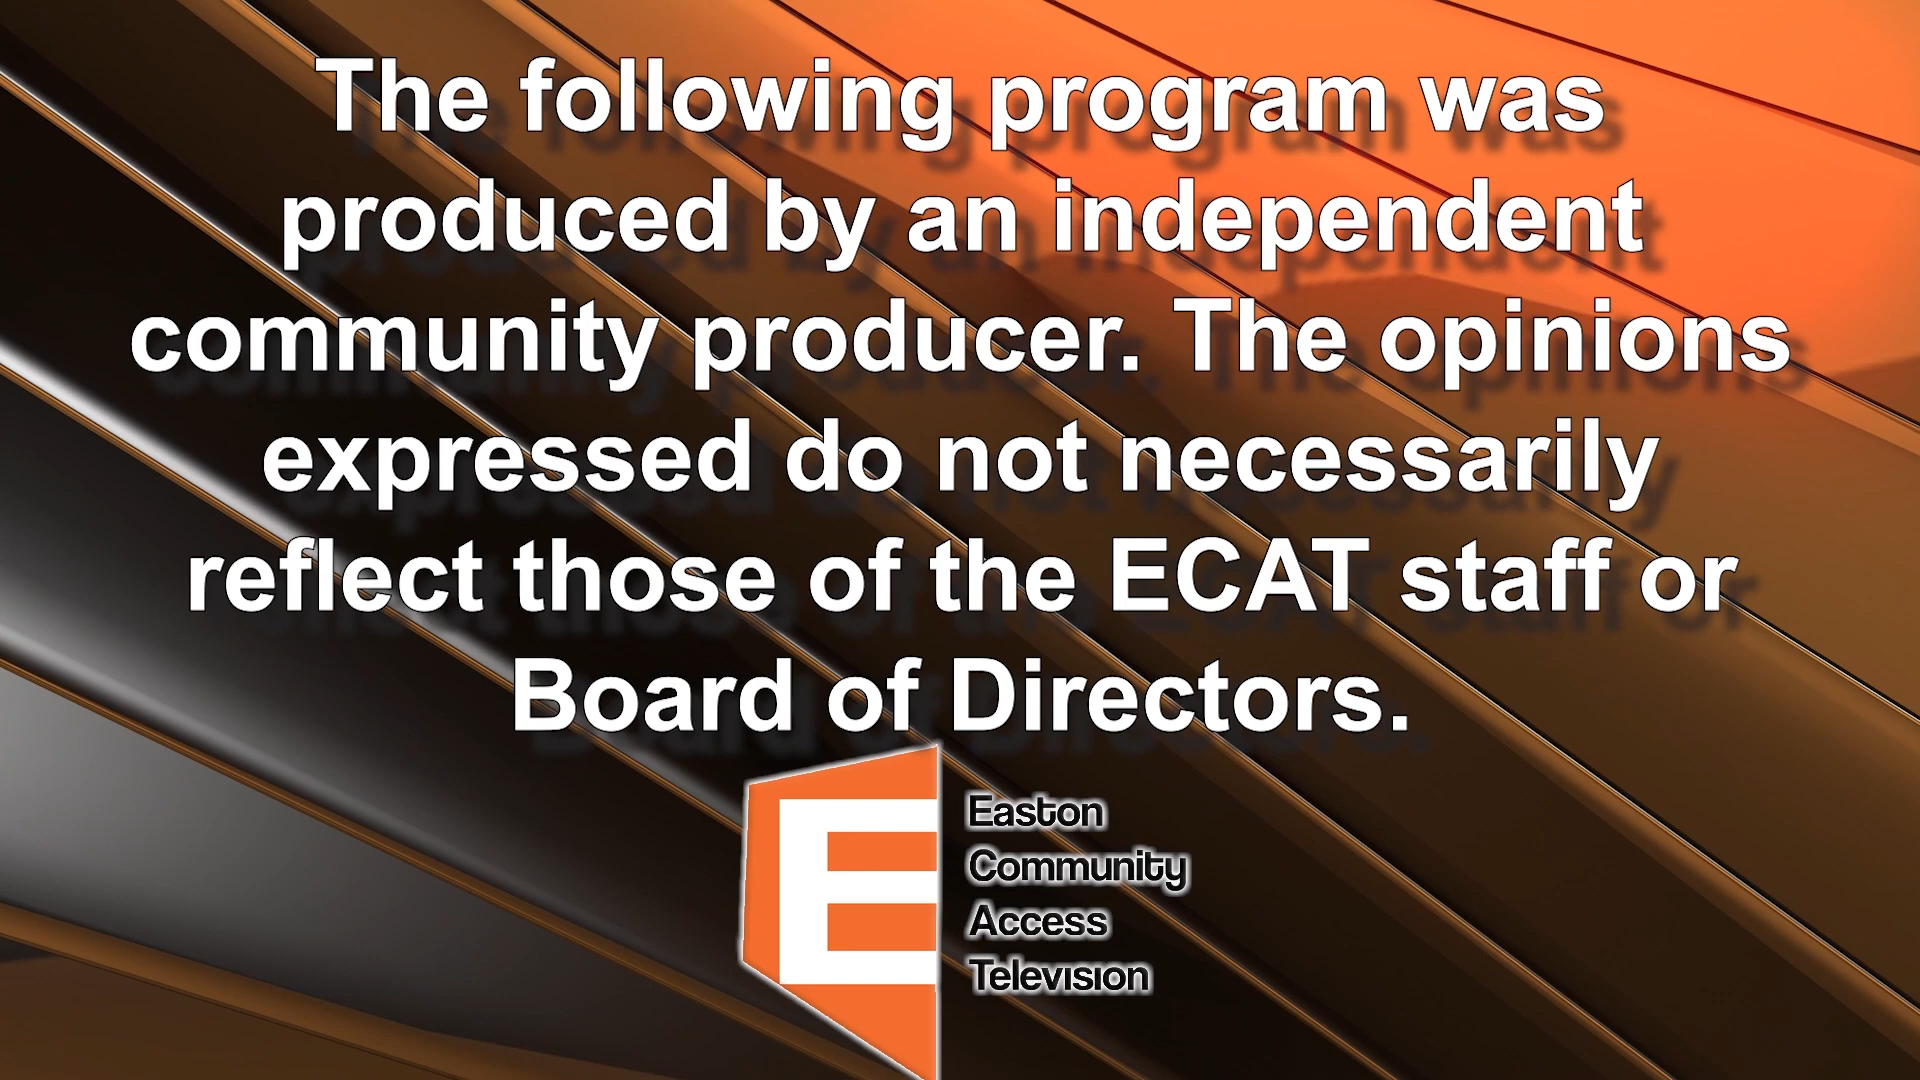 The following program was
produced by an independent
community producer. The opinions
expressed do not necessarily
reflect those of the ECAT staff or
Board of Directors.
E
Easton
Community
Access
Television